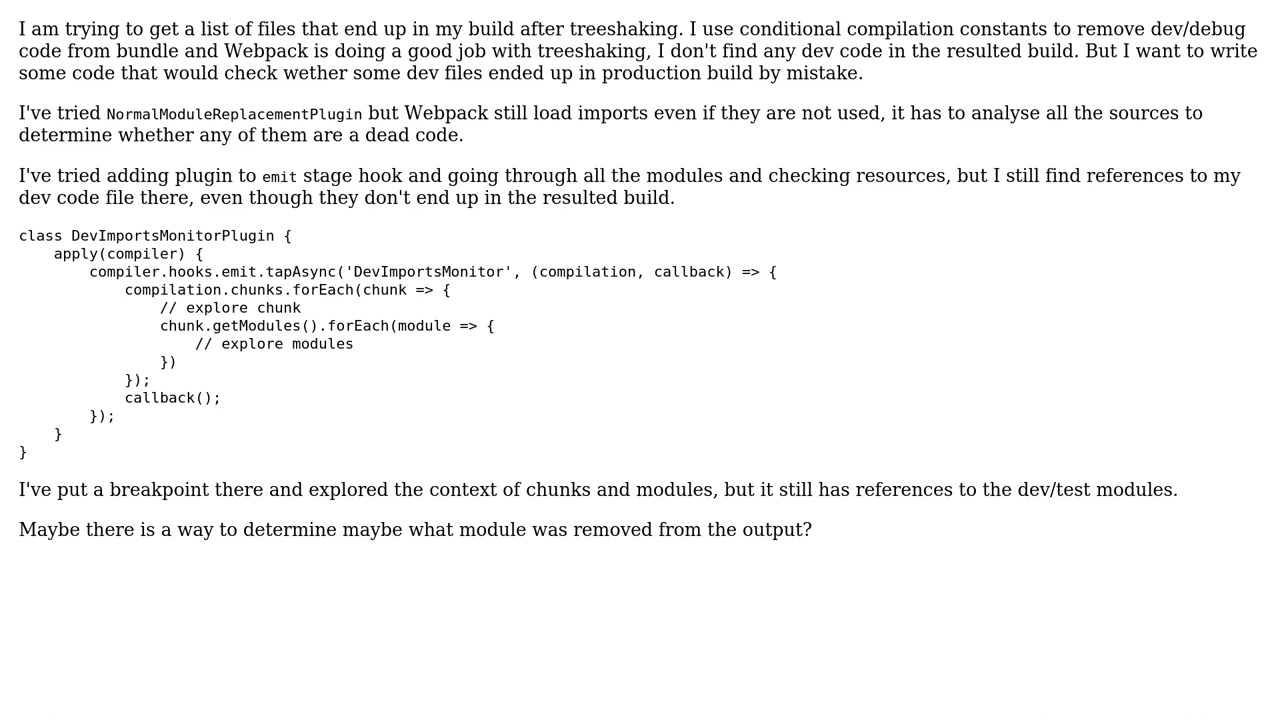 I am trying to get a list of files that end up in my build after treeshaking. I use conditional compilation constants to remove dev/debug
code from bundle and Webpack is doing a good job with treeshaking, I don't find any dev code in the resulted build. But I want to write
some code that would check wether some dev files ended up in production build by mistake.
I've tried NormalModuleReplacementPlugin but Webpack still load imports even if they are not used, it has to analyse all the sources to
determine whether any of them are a dead code.
I've tried adding plugin to emit stage hook and going through all the modules and checking resources, but I still find references to my
dev code file there, even though they don't end up in the resulted build.
class DevImportsMonitorPlugin {
    apply(compiler) {
        compiler.hooks.emit.tapAsync('DevImportsMonitor', (compilation, callback) => {
            compilation.chunks.forEach(chunk => {
                // explore chunk
                chunk.getModules().forEach(module => {
                    // explore modules
                })
            });
            callback();
        });
    }
}
I've put a breakpoint there and explored the context of chunks and modules, but it still has references to the dev/test modules.
Maybe there is a way to determine maybe what module was removed from the output?